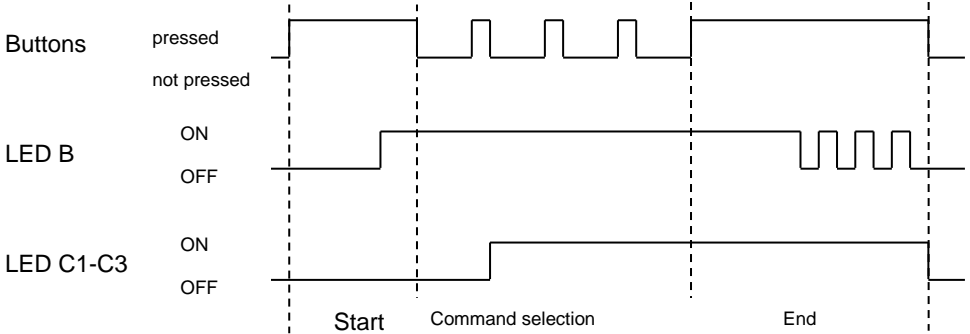 Buttons
pressed
not pressed
LED B
ON
OFF
LED C1-C3
ON
OFF
Start
Command selection
End